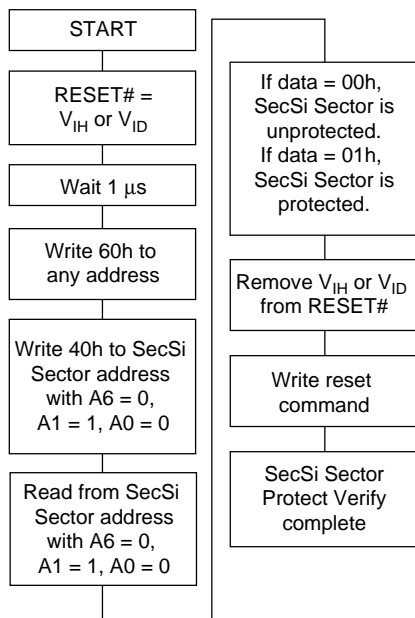 START
RESET# =
V_IH or V_ID
Wait 1 μs
Write 60h to
any address
Write 40h to SecSi
Sector address
with A6 = 0,
A1 = 1, A0 = 0
Read from SecSi
Sector address
with A6 = 0,
A1 = 1, A0 = 0
If data = 00h,
SecSi Sector is
unprotected.
If data = 01h,
SecSi Sector is
protected.
Remove V_IH or V_ID
from RESET#
Write reset
command
SecSi Sector
Protect Verify
complete